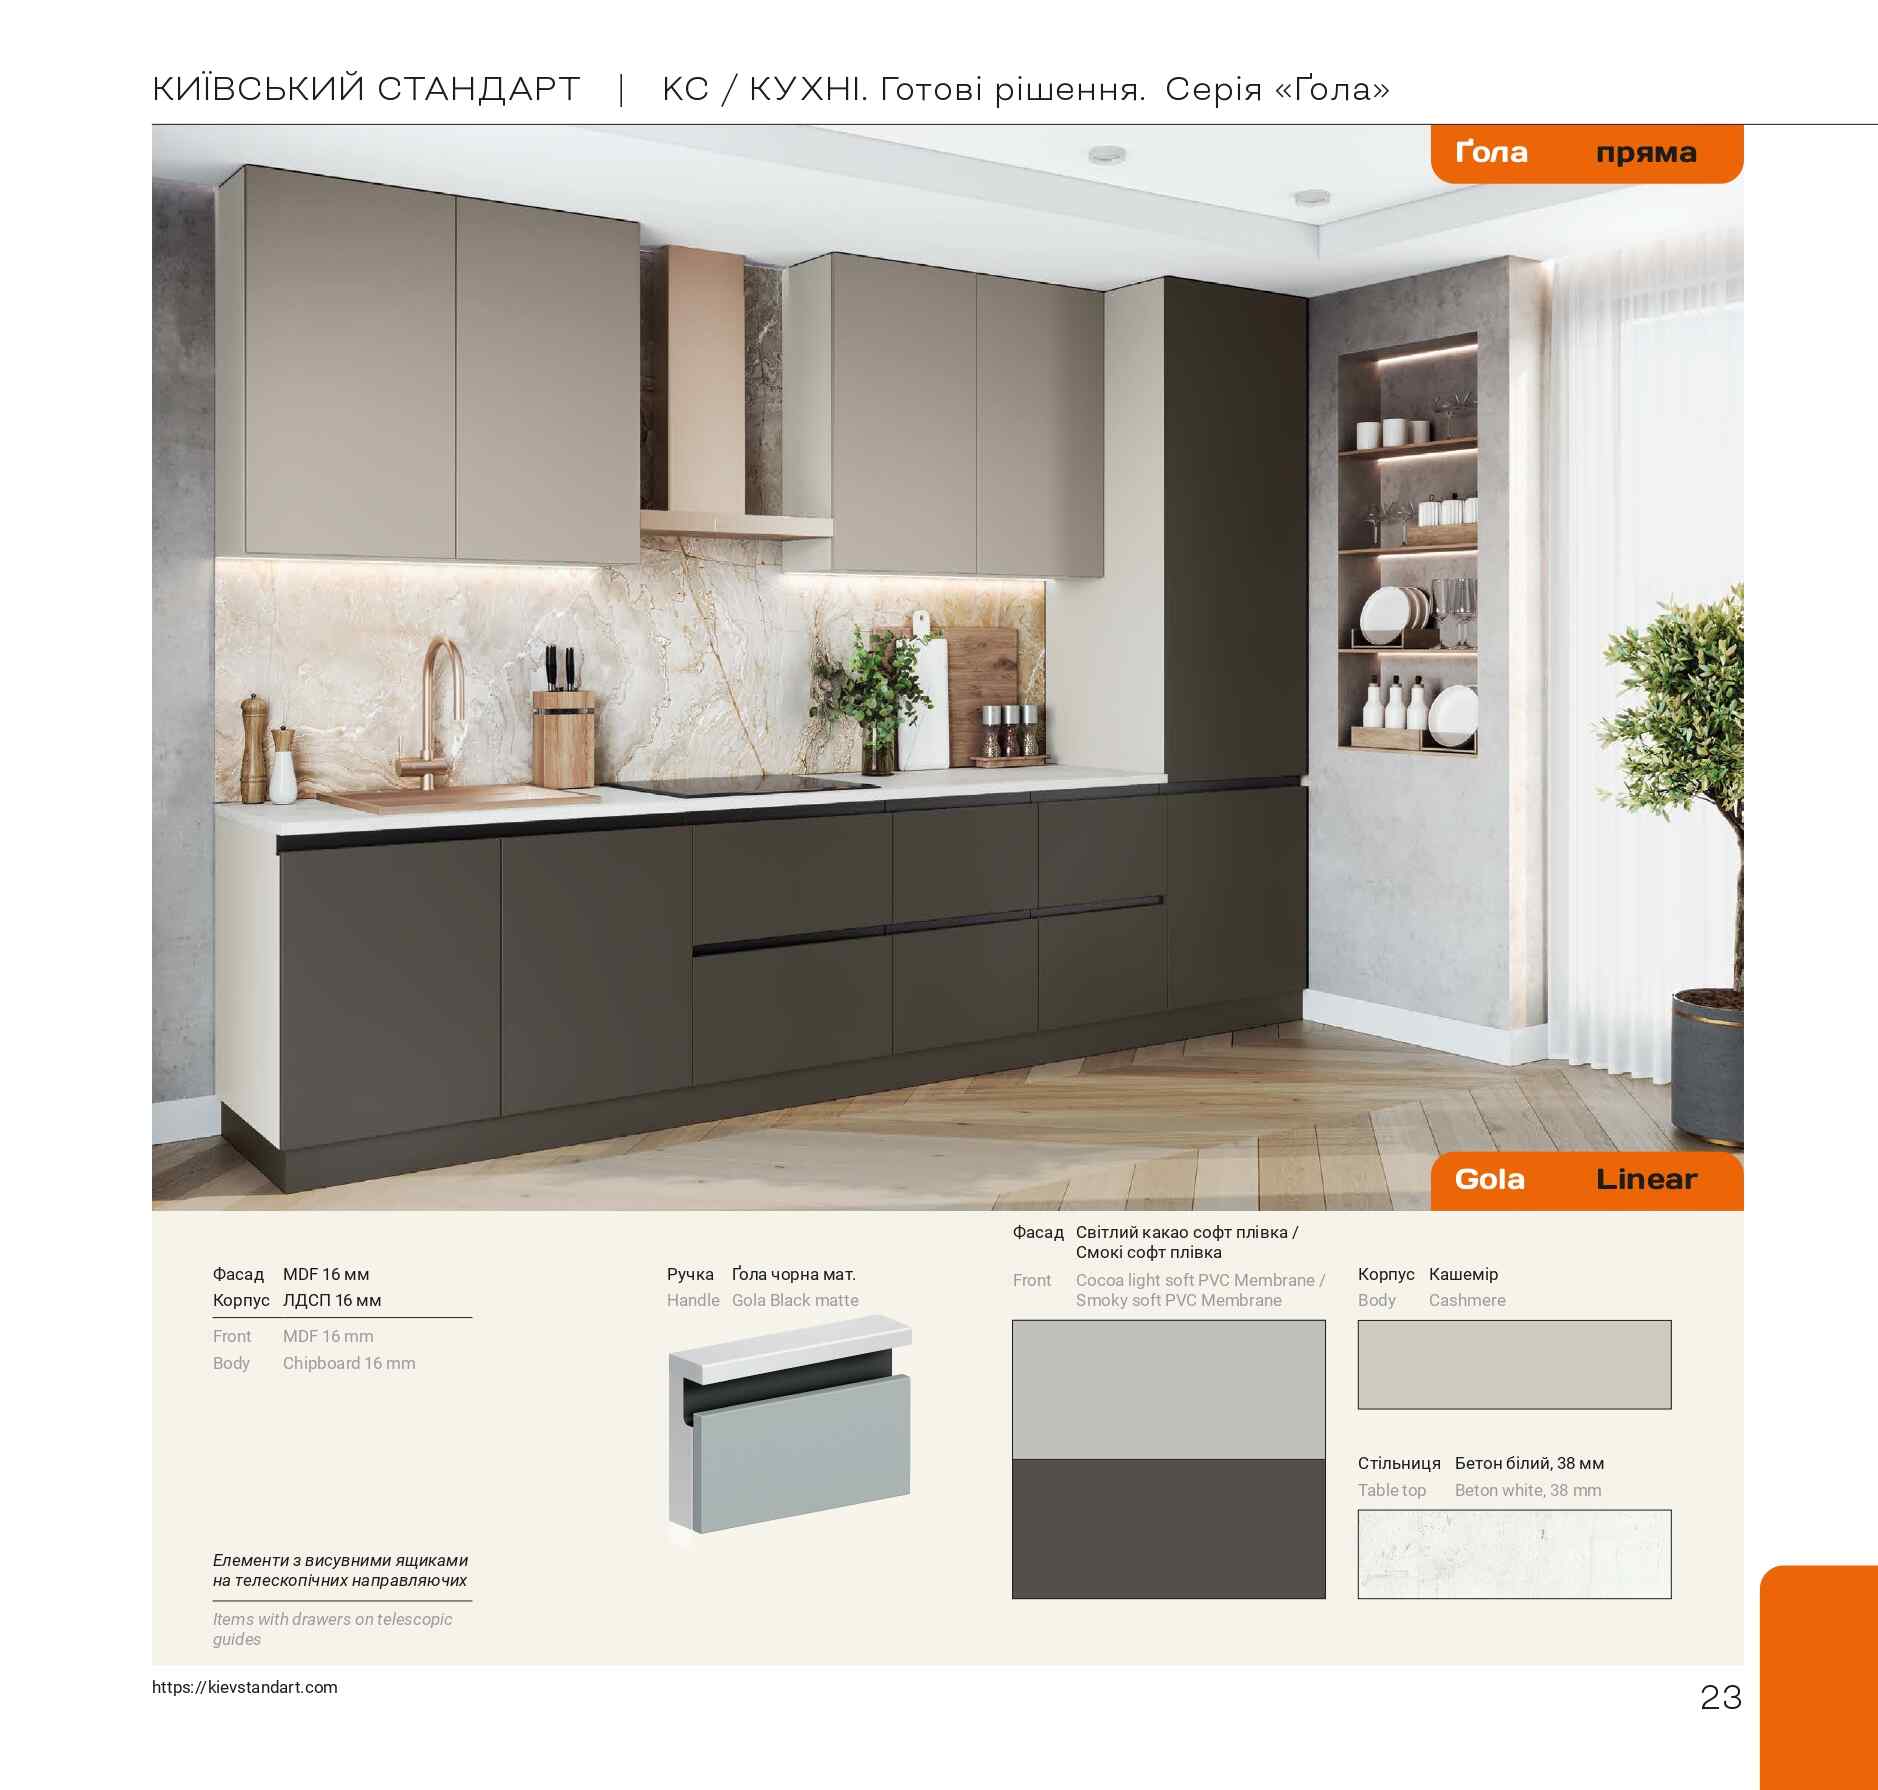 КИЇВСЬКИЙ СТАНДАРТ | КС / КУХНІ. Готові рішення. Серія «Ґола»
Ґола пряма
Gola Linear
Фасад MDF 16 мм
Корпус ЛДСП 16 мм
Front MDF 16 mm
Body Chipboard 16 mm
Елементи з висувними ящиками
на телескопічних направляючих
Items with drawers on telescopic
guides
Ручка Ґола чорна мат.
Handle Gola Black matte
Фасад Світлий какао софт плівка /
Смокі софт плівка
Front Cocoa light soft PVC Membrane /
Smoky soft PVC Membrane
Корпус Кашемір
Body Cashmere
Стільниця Бетон білий, 38 мм
Table top Beton white, 38 mm
https://kievstandart.com
23